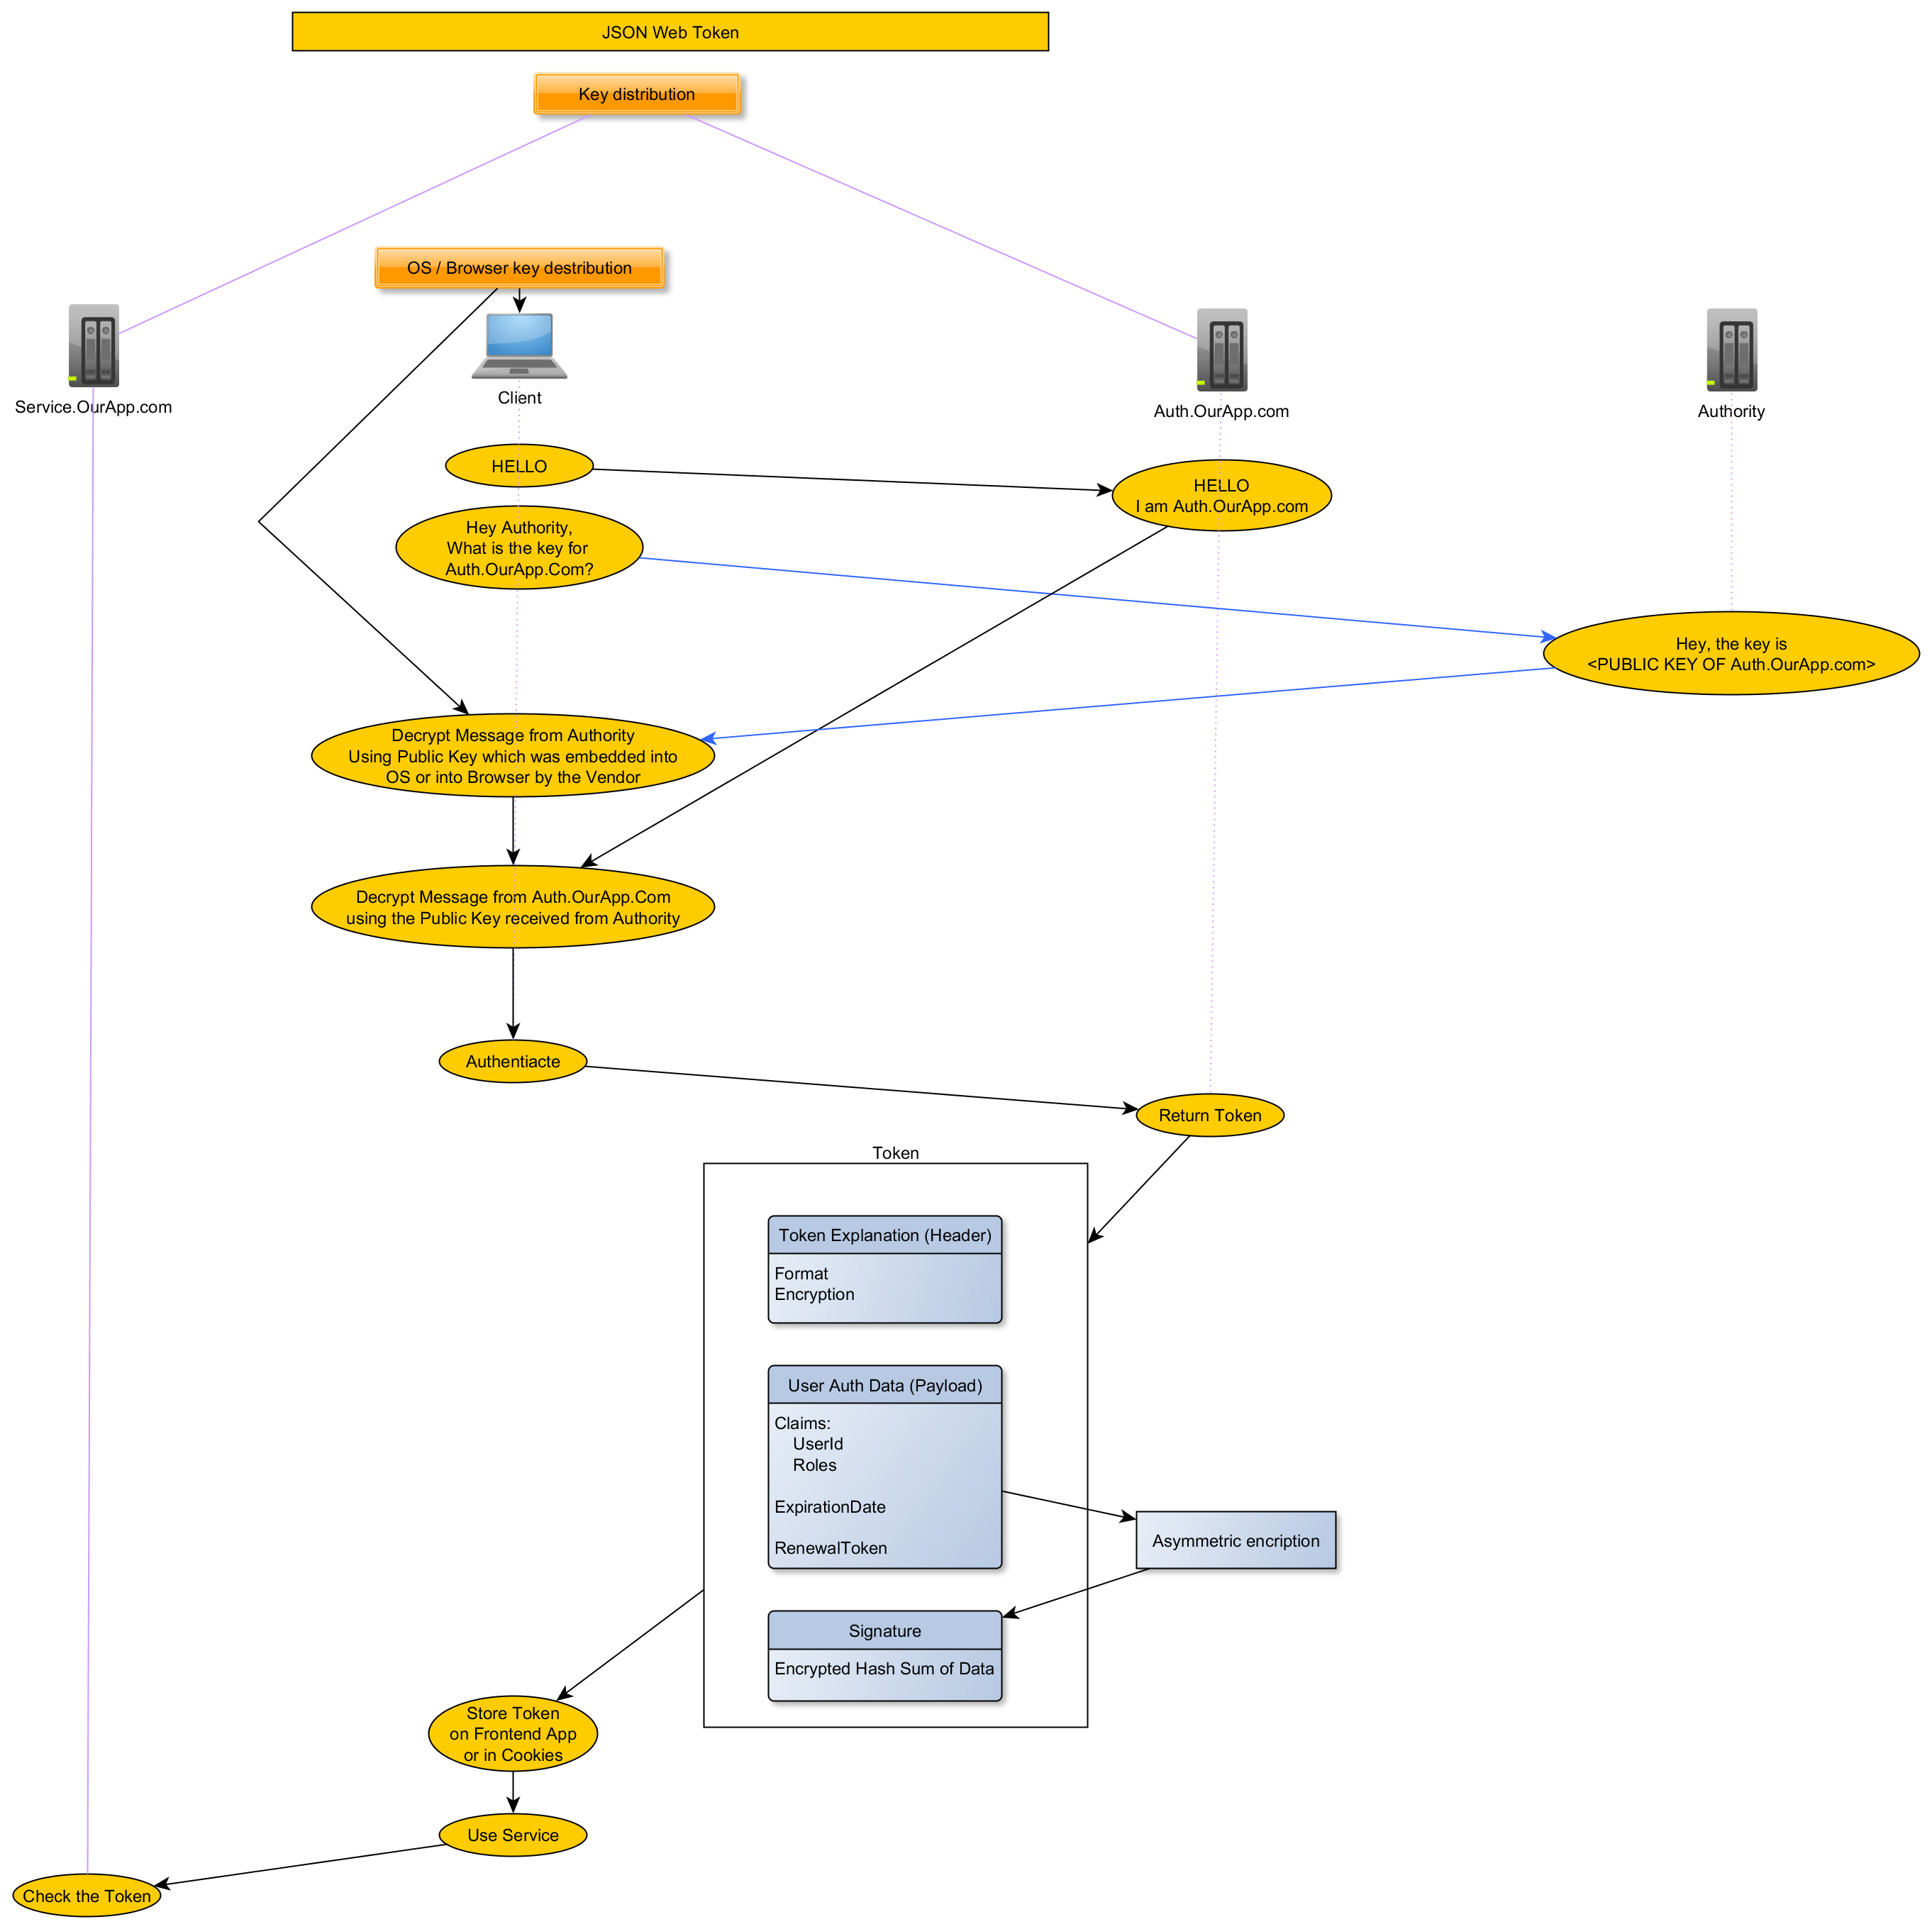 JSON Web Token
Key distribution
OS / Browser key destribution
Service.OurApp.com
Client
Auth.OurApp.com
Authority
HELLO
HELLO
I am Auth.OurApp.com
Hey Authority,
What is the key for
Auth.OurApp.Com?
Hey, the key is
<PUBLIC KEY OF Auth.OurApp.com>
Decrypt Message from Authority
Using Public Key which was embedded into
OS or into Browser by the Vendor
Decrypt Message from Auth.OurApp.Com
using the Public Key received from Authority
Authentiacte
Return Token
Token
Token Explanation (Header)
Format
Encryption
User Auth Data (Payload)
Claims:
UserId
Roles
ExpirationDate
RenewalToken
Asymmetric encription
Signature
Encrypted Hash Sum of Data
Store Token
on Frontend App
or in Cookies
Use Service
Check the Token